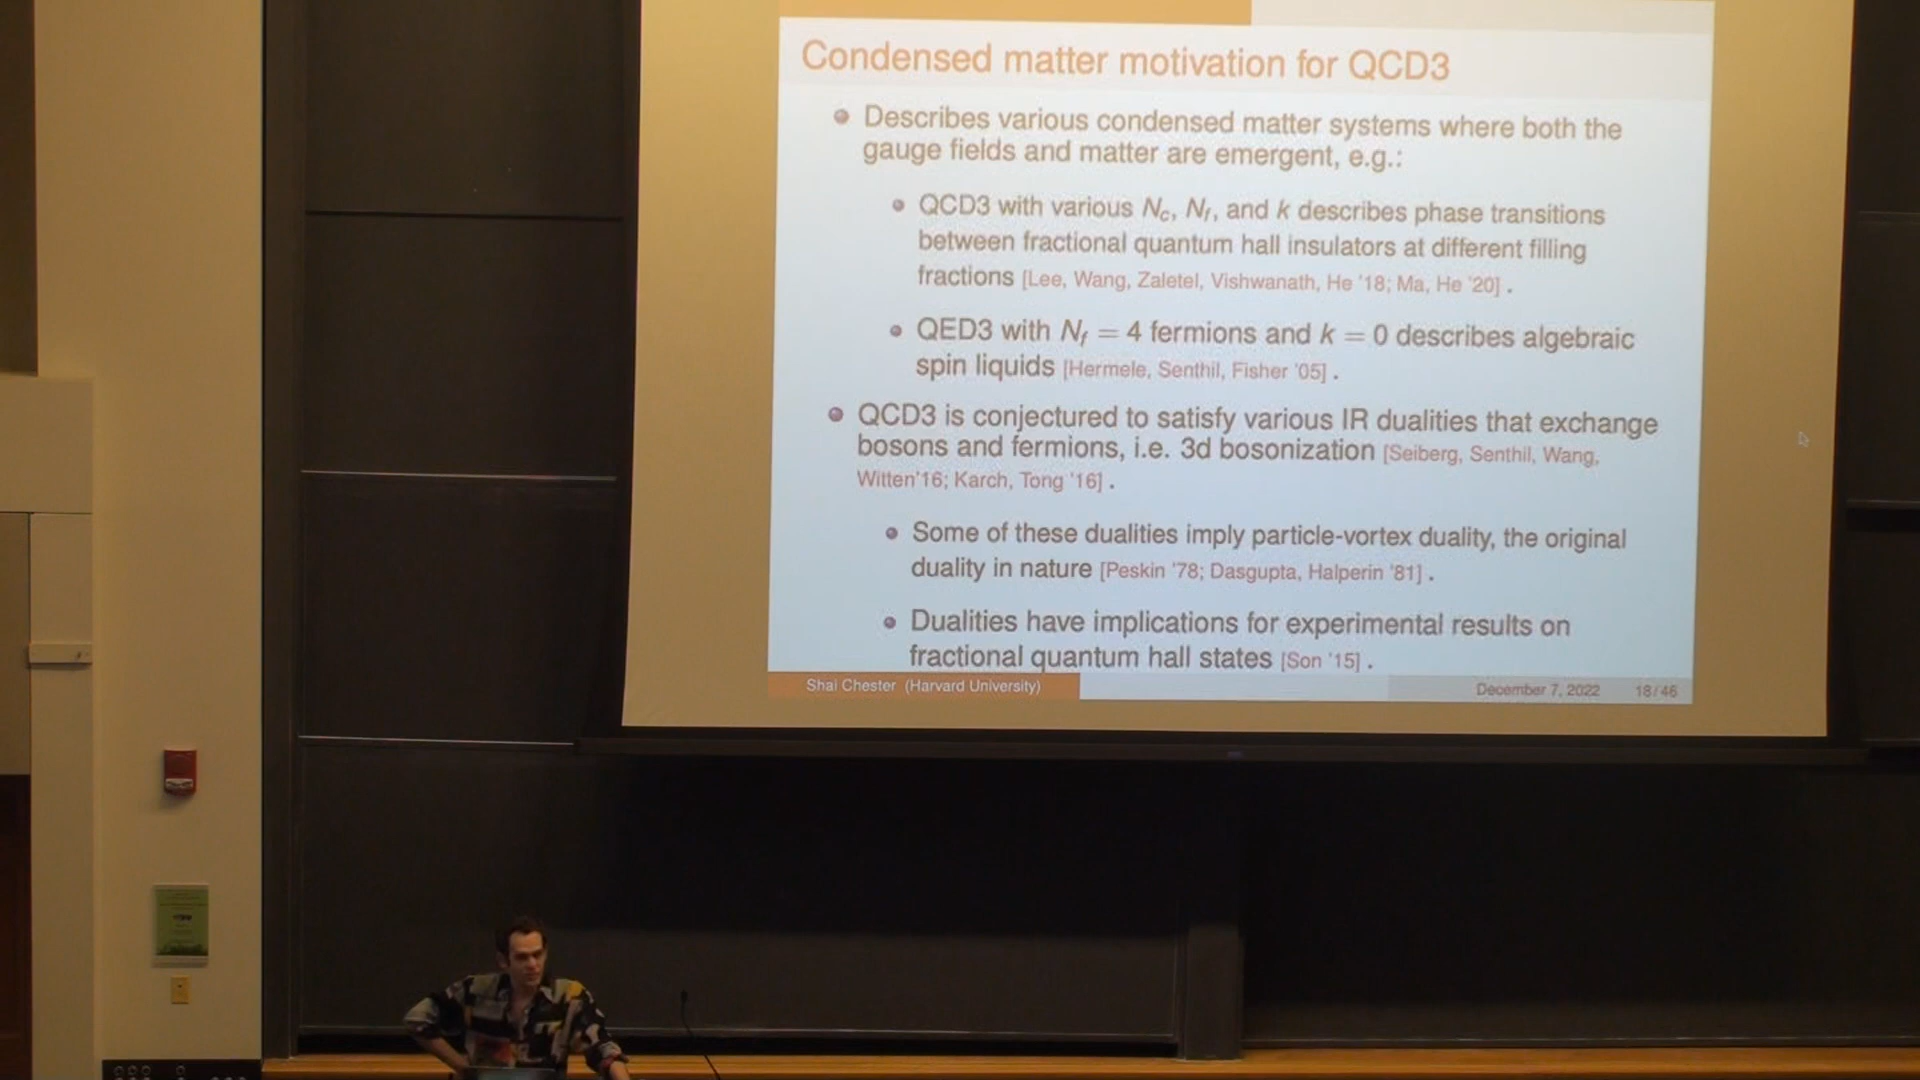 Condensed matter motivation for QCD3
Describes various condensed matter systems where both the
gauge fields and matter are emergent, e.g.:
QCD3 with various Nc, Nf, and k describes phase transitions
between fractional quantum hall insulators at different filling
fractions [Lee, Wang, Zaletel, Vishwanath, He '18; Ma, He '20] .
QED3 with Nf = 4 fermions and k = 0 describes algebraic
spin liquids [Hermele, Senthil, Fisher '05] .
QCD3 is conjectured to satisfy various IR dualities that exchange
bosons and fermions, i.e. 3d bosonization [Seiberg, Senthil, Wang,
Witten'16; Karch, Tong '16] .
Some of these dualities imply particle-vortex duality, the original
duality in nature [Peskin '78; Dasgupta, Halperin '81] .
Dualities have implications for experimental results on
fractional quantum hall states [Son '15] .
Shai Chester (Harvard University) December 7, 2022 18/46